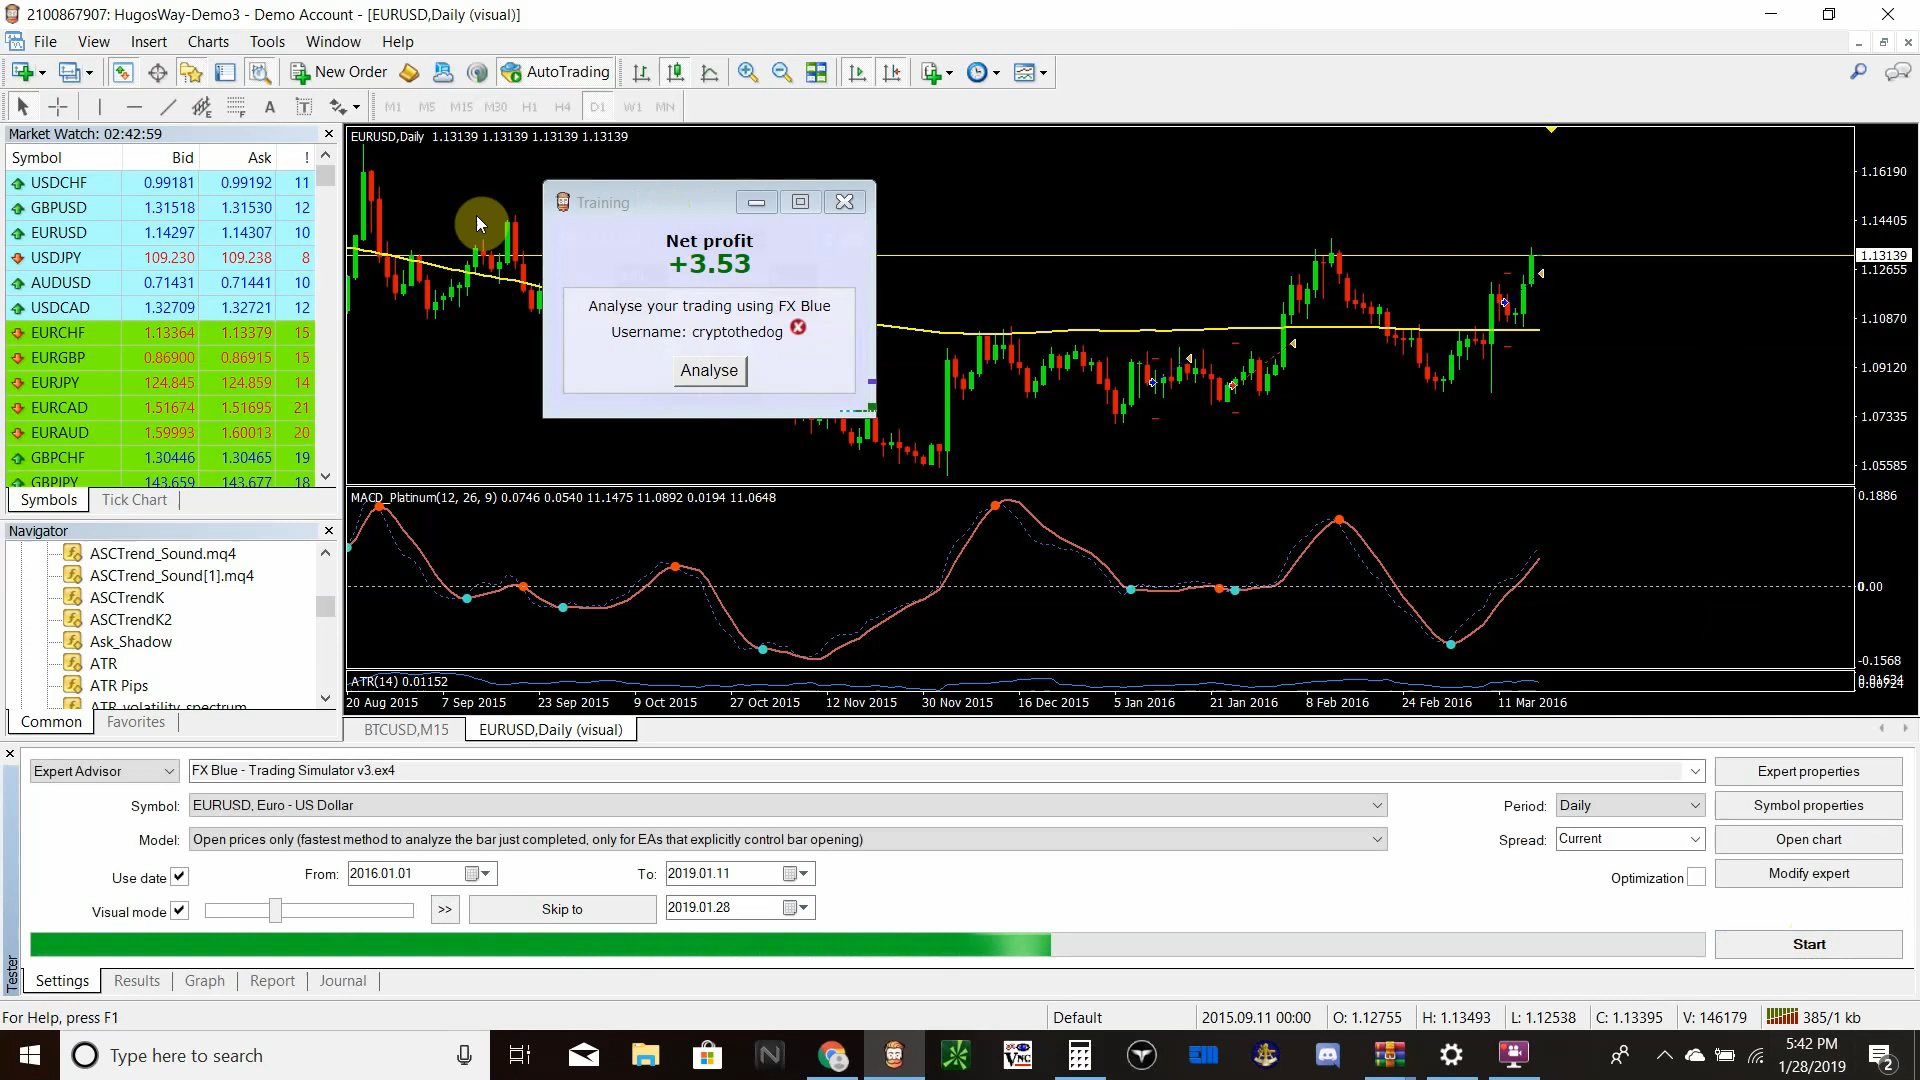 2100867907: HugosWay-Demo3 - Demo Account - [EURUSD,Daily (visual)]
File View Insert Charts Tools Window Help
New Order AutoTrading
M1 M5 M15 M30 H1 H4 D1 W1 MN
Market Watch: 02:42:59
Symbol Bid Ask !
USDCHF 0.99181 0.99192 11
GBPUSD 1.31518 1.31530 12
EURUSD 1.14297 1.14307 10
USDJPY 109.230 109.238 8
AUDUSD 0.71431 0.71441 10
USDCAD 1.32709 1.32721 12
EURCHF 1.13364 1.13379 15
EURGBP 0.86900 0.86915 15
EURJPY 124.845 124.859 14
EURCAD 1.51674 1.51695 21
EURAUD 1.59993 1.60013 20
GBPCHF 1.30446 1.30465 19
GBPJPY 143.659 143.677 18
Symbols Tick Chart
Navigator
ASCTrend_Sound.mq4
ASCTrend_Sound[1].mq4
ASCTrendK
ASCTrendK2
Ask_Shadow
ATR
ATR Pips
ATR_volatility_spectrum
Common Favorites
EURUSD,Daily 1.13139 1.13139 1.13139 1.13139
Training
Net profit
+3.53
Analyse your trading using FX Blue
Username: cryptothedog
Analyse
1.16190
1.14405
1.13139
1.12655
1.10870
1.09120
1.07335
1.05585
MACD_Platinum(12, 26, 9) 0.0746 0.0540 11.1475 11.0892 0.0194 11.0648
0.1886
0.00
-0.1568
ATR(14) 0.01152
0.00724
20 Aug 2015 7 Sep 2015 23 Sep 2015 9 Oct 2015 27 Oct 2015 12 Nov 2015 30 Nov 2015 16 Dec 2015 5 Jan 2016 21 Jan 2016 8 Feb 2016 24 Feb 2016 11 Mar 2016
BTCUSD,M15 EURUSD,Daily (visual)
Expert Advisor FX Blue - Trading Simulator v3.ex4 Expert properties
Symbol: EURUSD, Euro - US Dollar Period: Daily Symbol properties
Model: Open prices only (fastest method to analyze the bar just completed, only for EAs that explicitly control bar opening) Spread: Current Open chart
Use date From: 2016.01.01 To: 2019.01.11 Optimization Modify expert
Visual mode >> Skip to 2019.01.28
Start
Tester
Settings Results Graph Report Journal
For Help, press F1 Default 2015.09.11 00:00 O: 1.12755 H: 1.13493 L: 1.12538 C: 1.13395 V: 146179 385/1 kb
Type here to search
VNC
5:42 PM
1/28/2019
2